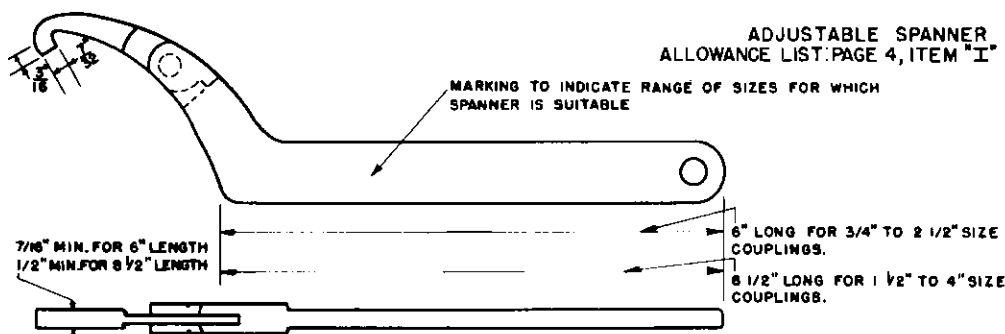 ADJUSTABLE SPANNER
ALLOWANCE LIST: PAGE 4, ITEM "I"
MARKING TO INDICATE RANGE OF SIZES FOR WHICH
SPANNER IS SUITABLE
3/16
7/16" MIN. FOR 6" LENGTH
1/2" MIN. FOR 8 1/2" LENGTH
6" LONG FOR 3/4" TO 2 1/2" SIZE
COUPLINGS.
8 1/2" LONG FOR 1 1/2" TO 4" SIZE
COUPLINGS.